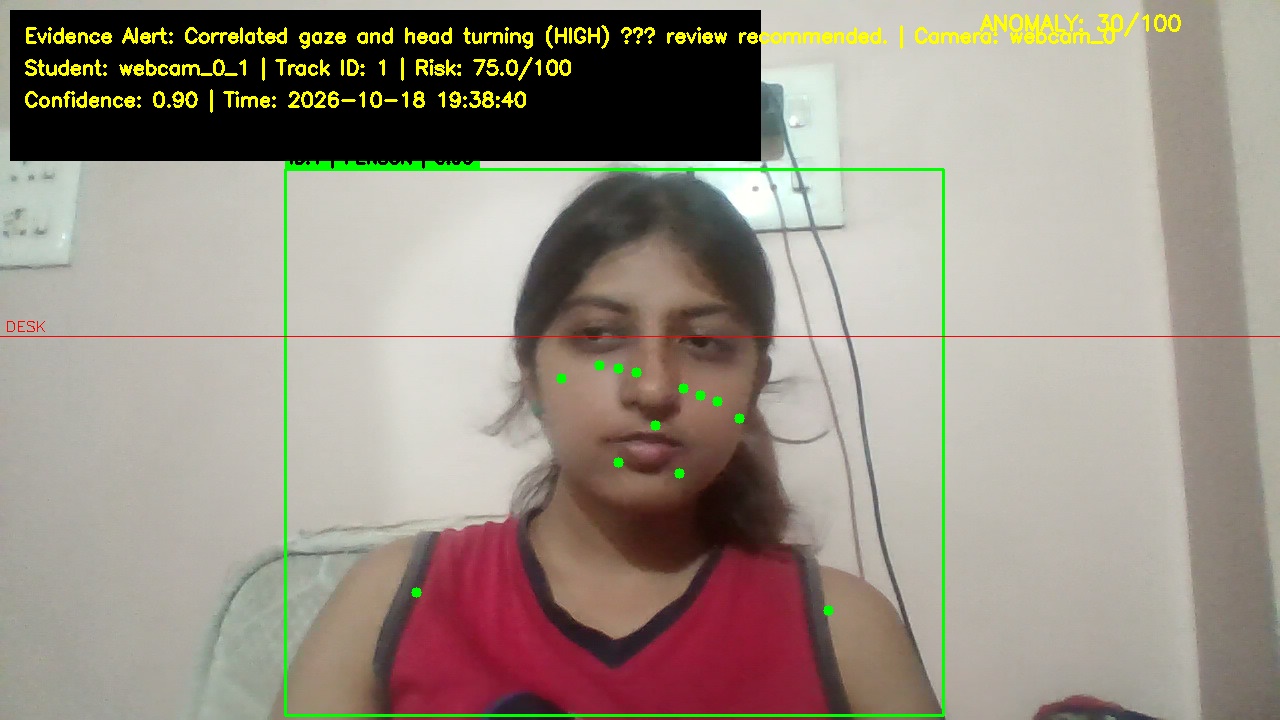 ANOMALY: 30/100
Evidence Alert: Correlated gaze and head turning (HIGH) ??? review recommended. | Camera: webcam_0
Student: webcam_0_1 | Track ID: 1 | Risk: 75.0/100
Confidence: 0.90 | Time: 2026-10-18 19:38:40
| PERSON |
DESK